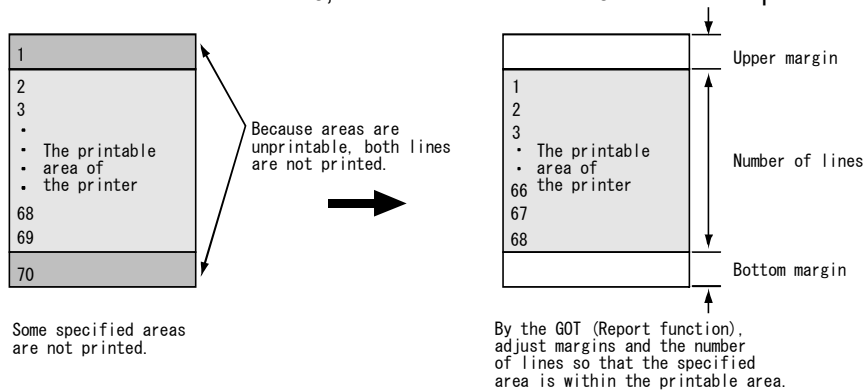 1
2
3
The printable
area of
the printer
68
69
70
Because areas are
unprintable, both lines
are not printed.
Some specified areas
are not printed.
1
2
3
The printable
area of
66 the printer
67
68
Upper margin
Number of lines
Bottom margin
By the GOT (Report function),
adjust margins and the number
of lines so that the specified
area is within the printable area.